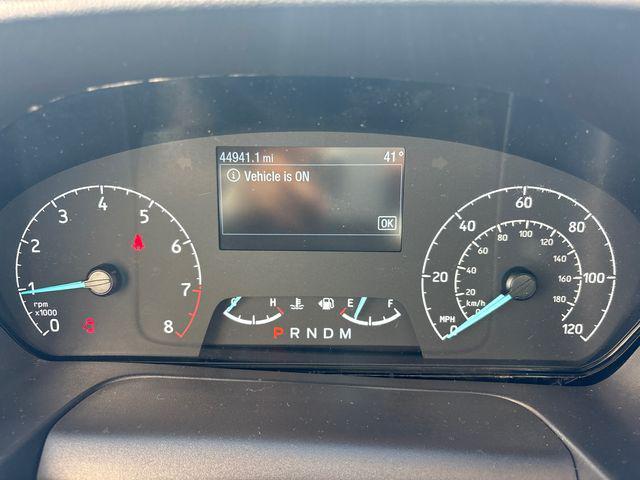 44941.1 mi 41°
Vehicle is ON
OK
0 1 2 3 4 5 6 7 8
rpm
x1000
C H
E F
P R N D M
0 20 40 60 80 100 120
MPH
0 20 40 60 80 100 120 140 160 180
km/h